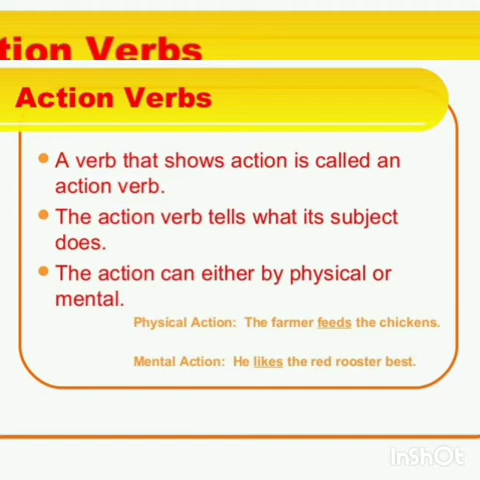 tion Verbs
Action Verbs
A verb that shows action is called an
action verb.
The action verb tells what its subject
does.
The action can either by physical or
mental.
Physical Action: The farmer feeds the chickens.
Mental Action: He likes the red rooster best.
InShOt